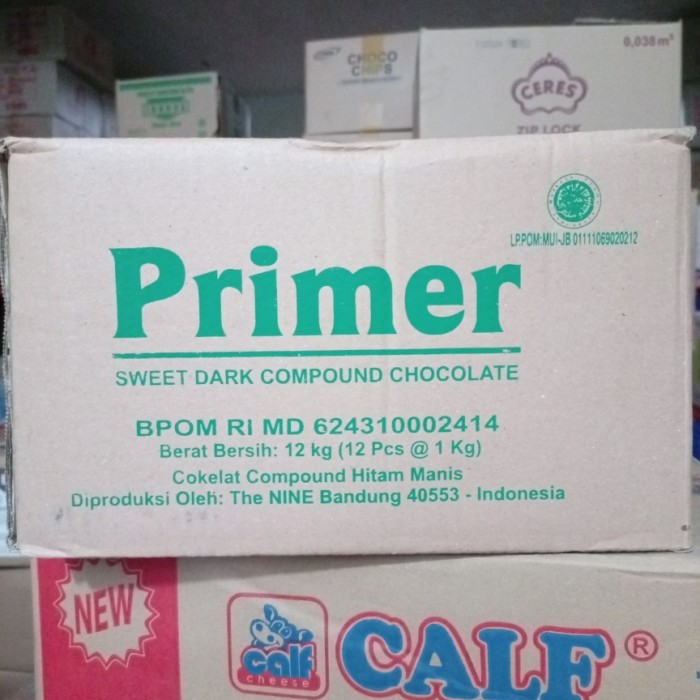 CHOCO
CHIPS
0,038 m³
CERES
ZIP LOCK
LP.POM:MUI-JB 01111069020212
Primer
SWEET DARK COMPOUND CHOCOLATE
BPOM RI MD 624310002414
Berat Bersih: 12 kg (12 Pcs @ 1 Kg)
Cokelat Compound Hitam Manis
Diproduksi Oleh: The NINE Bandung 40553 - Indonesia
NEW
calf
cheese
CALF ®